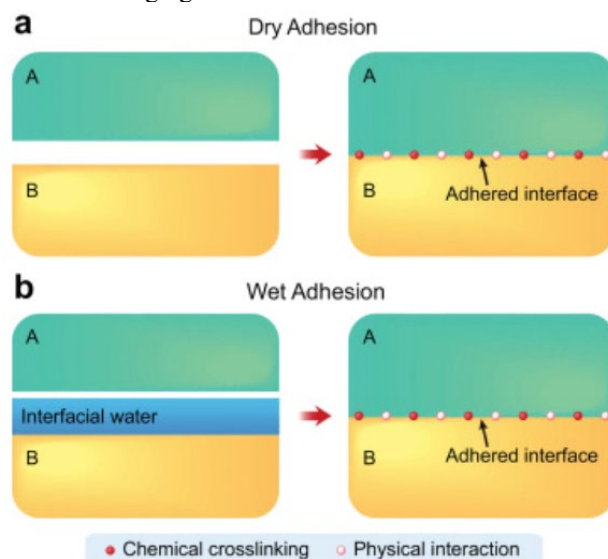 a Dry Adhesion
A A
B B
Adhered interface
b Wet Adhesion
A A
Interfacial water
B B
Adhered interface
Chemical crosslinking Physical interaction